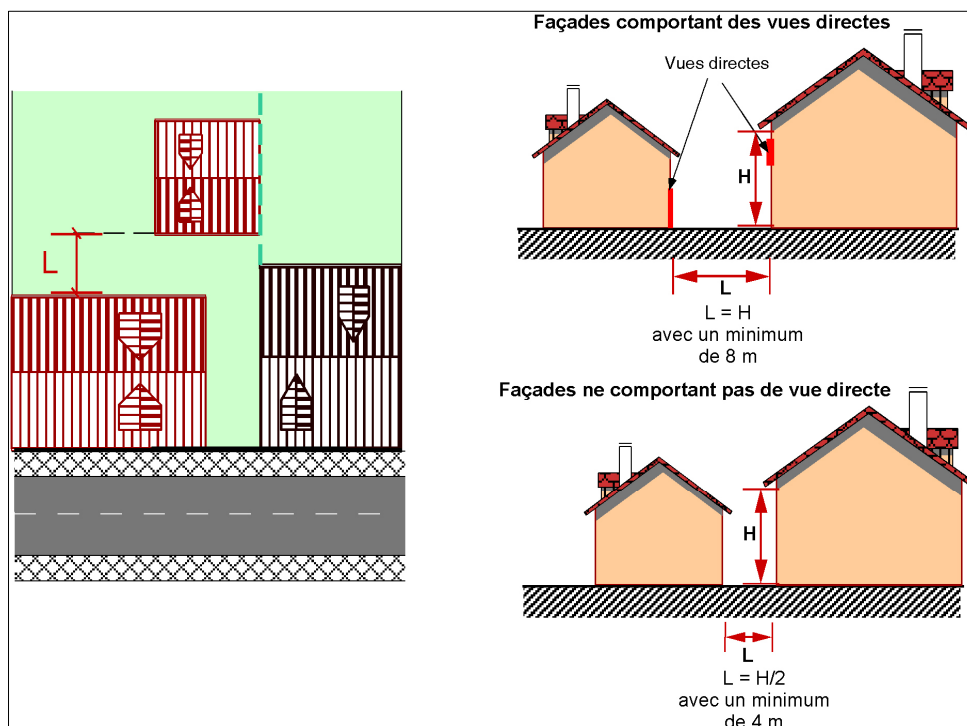 L
Façades comportant des vues directes
Vues directes
H
L
L = H
avec un minimum
de 8 m
Façades ne comportant pas de vue directe
H
L
L = H/2
avec un minimum
de 4 m